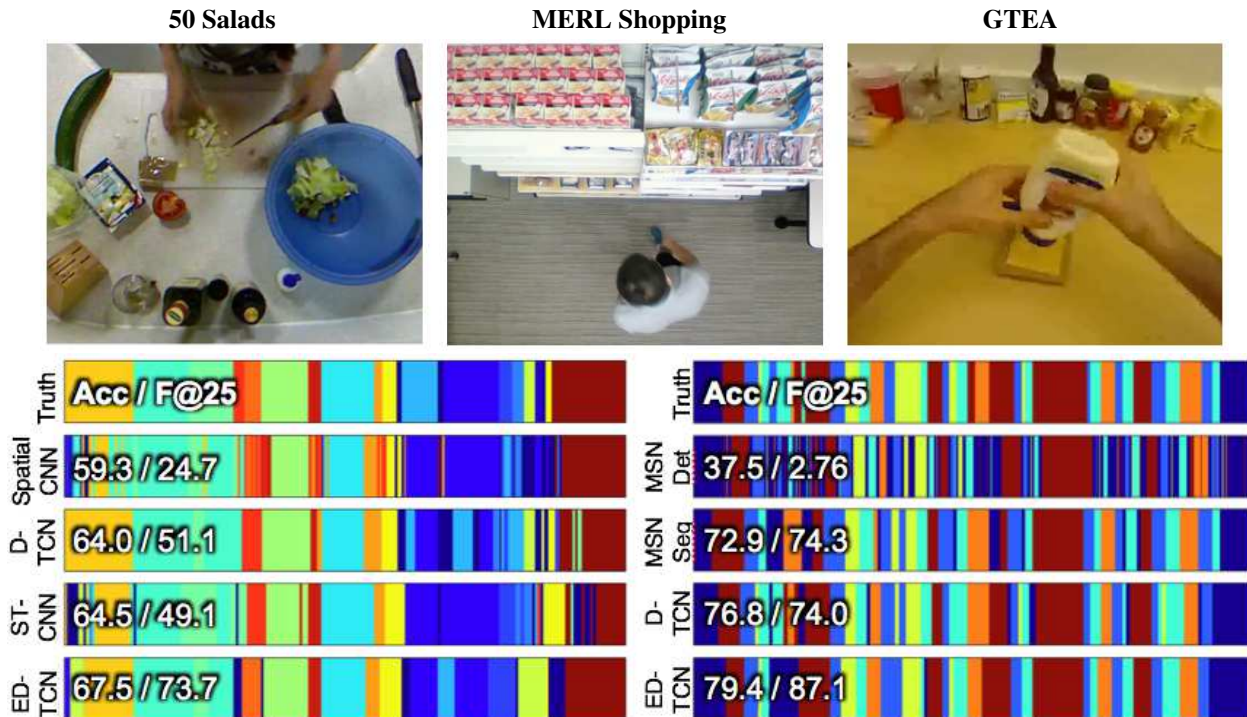 50 Salads
MERL Shopping
GTEA
Truth
Acc / F@25
Spatial
CNN
59.3 / 24.7
D-
TCN
64.0 / 51.1
ST-
CNN
64.5 / 49.1
ED-
TCN
67.5 / 73.7
Truth
Acc / F@25
MSN
Det
37.5 / 2.76
MSN
Seq
72.9 / 74.3
D-
TCN
76.8 / 74.0
ED-
TCN
79.4 / 87.1